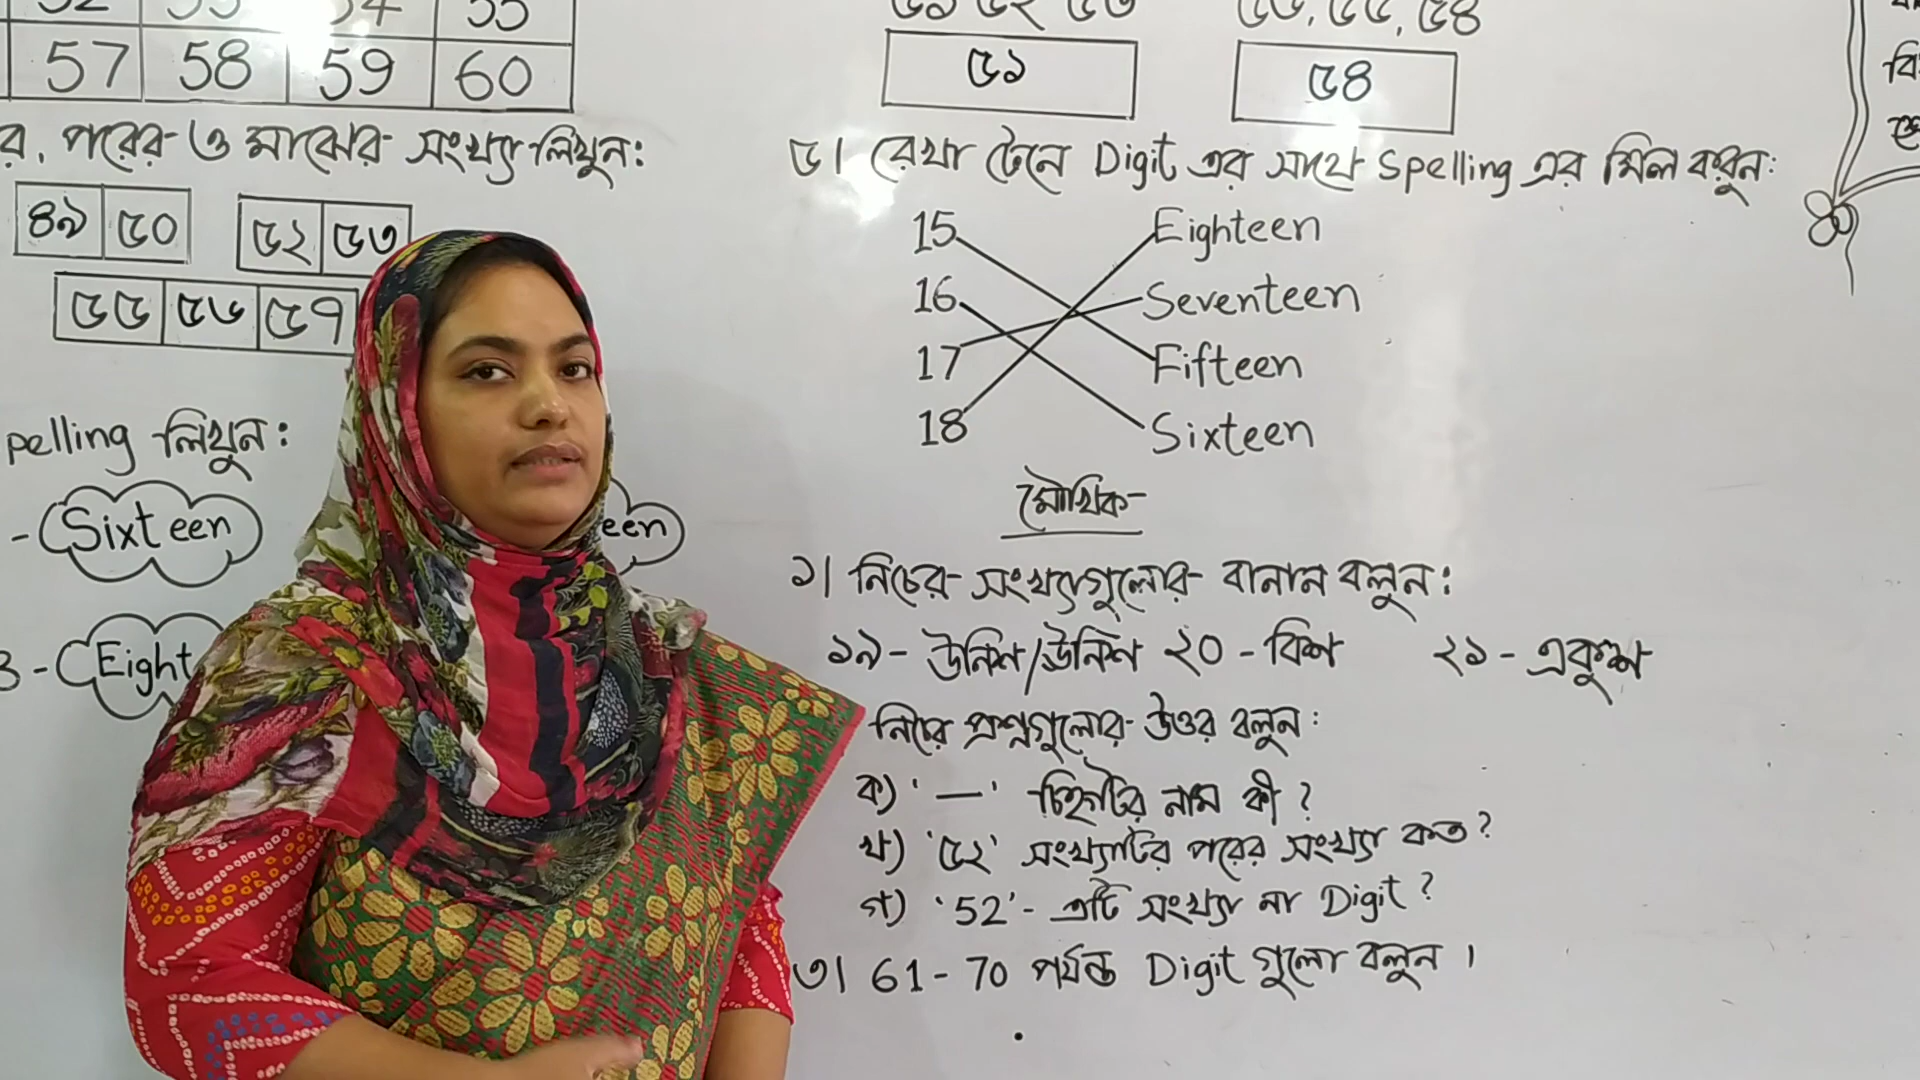 57 58 59 60
পরের ও মাঝের সংখ্যা লিখুন:
৪৯ ৫০ ৫২ ৫৩
৫৫ ৫৬ ৫৭
pelling লিখুন:
- Sixteen
een
- Eight
৫১ ৫৪
৬। রেখা টেনে Digit এর সাথে Spelling এর মিল করুন:
15 Eighteen
16 Seventeen
17 Fifteen
18 Sixteen
মৌখিক
১। নিচের সংখ্যাগুলোর বানান বলুন:
১৯ - উনিশ/ঊনিশ ২০ - বিশ ২১ - একুশ
নিচের প্রশ্নগুলোর উত্তর বলুন:
ক) '—' চিহ্নটির নাম কী?
খ) '৫২' সংখ্যাটির পরের সংখ্যা কত?
গ) '52' - এটি সংখ্যা না Digit?
৩। 61 - 70 পর্যন্ত Digit গুলো বলুন।